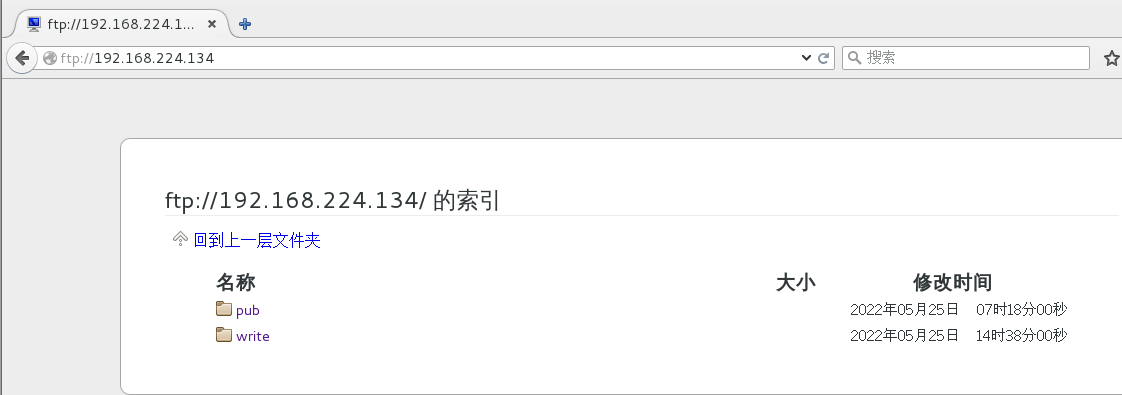 ftp://192.168.224.1...
ftp://192.168.224.134
搜索
ftp://192.168.224.134/ 的索引
回到上一层文件夹
名称 大小 修改时间
pub 2022年05月25日 07时18分00秒
write 2022年05月25日 14时38分00秒